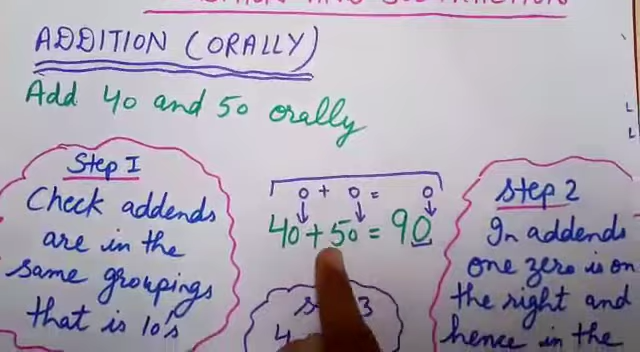 ADDITION (ORALLY)
Add 40 and 50 orally
Step I
Check addends
are in the
same groupings
that is 10's
0 + 0 = 0
40 + 50 = 90
Step 2
In addends
one zero is on
the right and
hence in the
3
4